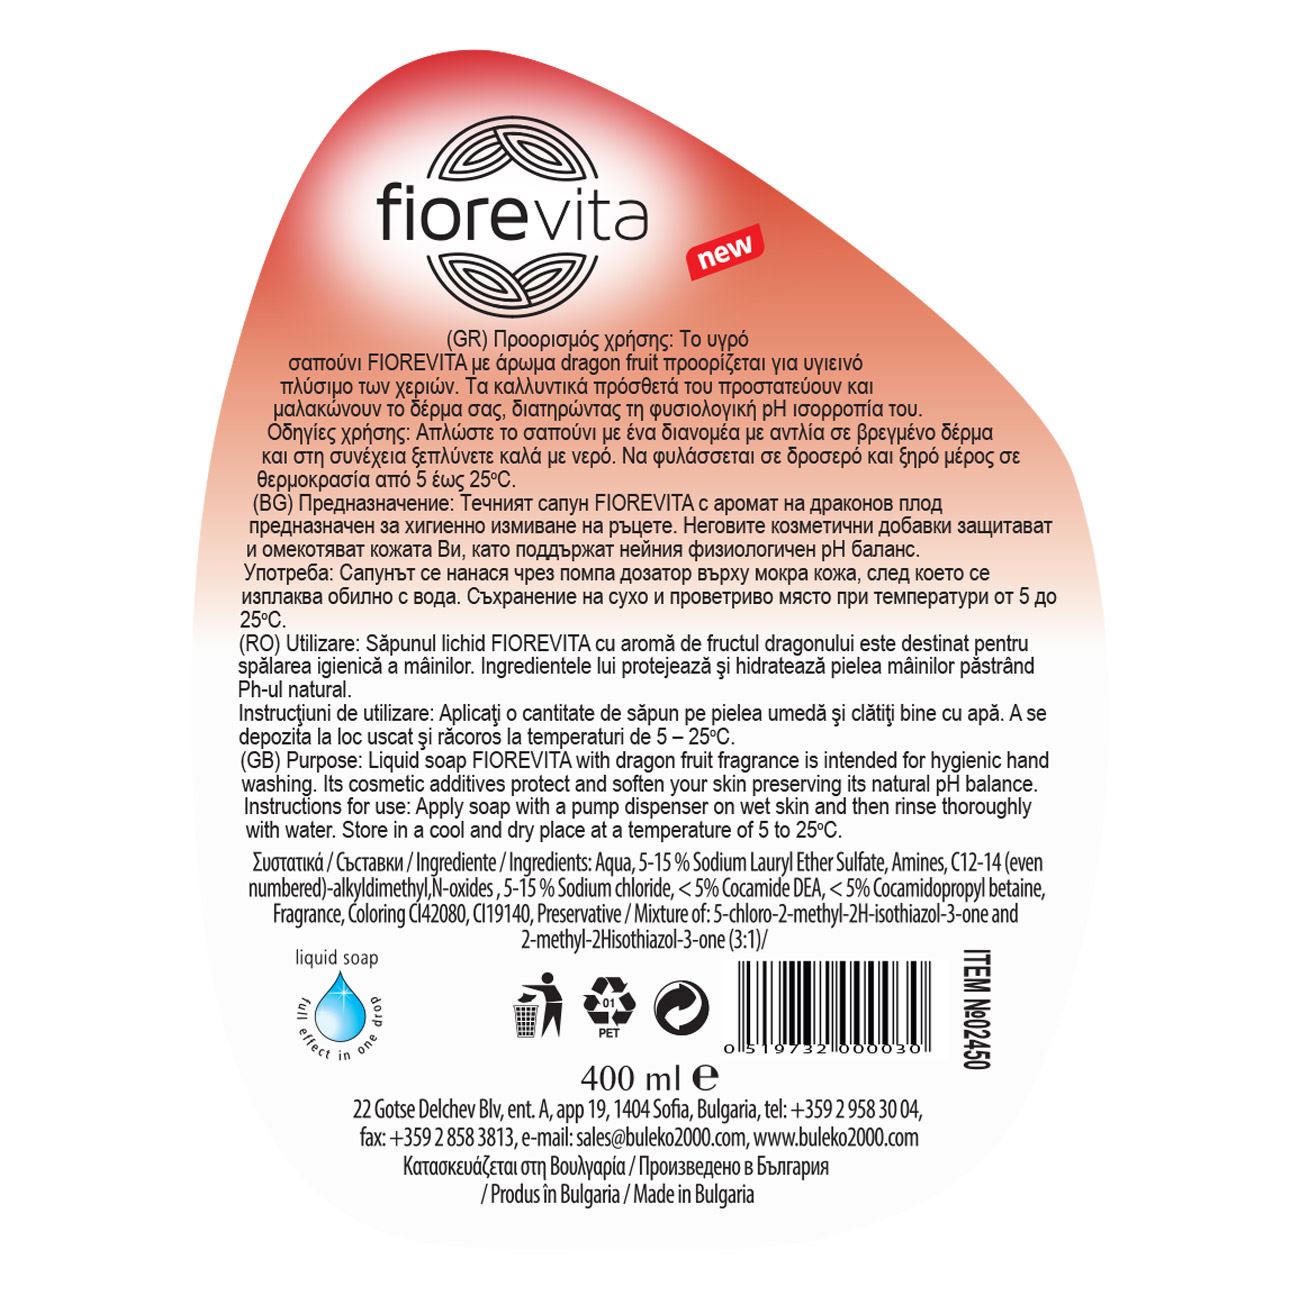 fiorevita
new
(GR) Προορισμός χρήσης: Το υγρό
σαπούνι FIOREVITA με άρωμα dragon fruit προορίζεται για υγιεινό
πλύσιμο των χεριών. Τα καλλυντικά πρόσθετά του προστατεύουν και
μαλακώνουν το δέρμα σας, διατηρώντας τη φυσιολογική pH ισορροπία του.
Οδηγίες χρήσης: Απλώστε το σαπούνι με ένα διανομέα με αντλία σε βρεγμένο δέρμα
και στη συνέχεια ξεπλύνετε καλά με νερό. Να φυλάσσεται σε δροσερό και ξηρό μέρος σε
θερμοκρασία από 5 έως 25ºC.
(BG) Предназначение: Течният сапун FIOREVITA с аромат на драконов плод
предназначен за хигиенно измиване на ръцете. Неговите козметични добавки защитават
и омекотяват кожата Ви, като поддържат нейния физиологичен pH баланс.
Употреба: Сапунът се нанася чрез помпа дозатор върху мокра кожа, след което се
изплаква обилно с вода. Съхранение на сухо и проветриво място при температури от 5 до
25ºC.
(RO) Utilizare: Săpunul lichid FIOREVITA cu aromă de fructul dragonului este destinat pentru
spălarea igienică a mâinilor. Ingredientele lui protejează şi hidratează pielea mâinilor păstrând
Ph-ul natural.
Instrucţiuni de utilizare: Aplicaţi o cantitate de săpun pe pielea umedă şi clătiţi bine cu apă. A se
depozita la loc uscat şi răcoros la temperaturi de 5 – 25ºC.
(GB) Purpose: Liquid soap FIOREVITA with dragon fruit fragrance is intended for hygienic hand
washing. Its cosmetic additives protect and soften your skin preserving its natural pH balance.
Instructions for use: Apply soap with a pump dispenser on wet skin and then rinse thoroughly
with water. Store in a cool and dry place at a temperature of 5 to 25ºC.
Συστατικά / Съставки / Ingrediente / Ingredients: Aqua, 5-15 % Sodium Lauryl Ether Sulfate, Amines, C12-14 (even
numbered)-alkyldimethyl,N-oxides , 5-15 % Sodium chloride, < 5% Cocamide DEA, < 5% Cocamidopropyl betaine,
Fragrance, Coloring CI42080, CI19140, Preservative / Mixture of: 5-chloro-2-methyl-2H-isothiazol-3-one and
2-methyl-2Hisothiazol-3-one (3:1)/
liquid soap
full effect in one drop
01
PET
0 519732 000030
ITEM №02450
400 ml ℮
22 Gotse Delchev Blv, ent. A, app 19, 1404 Sofia, Bulgaria, tel: +359 2 958 30 04,
fax: +359 2 858 3813, e-mail: sales@buleko2000.com, www.buleko2000.com
Κατασκευάζεται στη Βουλγαρία / Произведено в България
/ Produs în Bulgaria / Made in Bulgaria